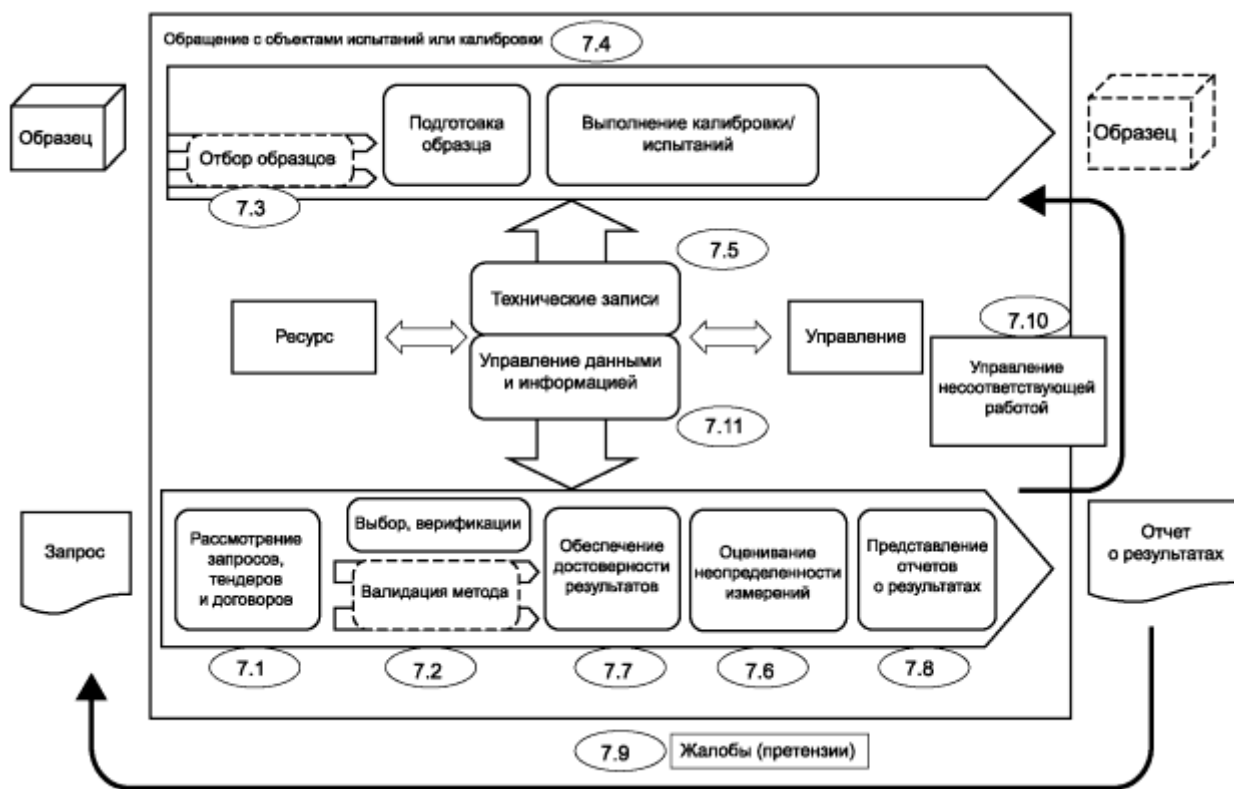 Обращение с объектами испытаний или калибровки
7.4
Образец
Отбор образцов
7.3
Подготовка
образца
Выполнение калибровки/
испытаний
Образец
7.5
Технические записи
Ресурс
Управление
Управление данными
и информацией
7.11
7.10
Управление
несоответствующей
работой
Запрос
Рассмотрение
запросов,
тендеров
и договоров
7.1
Выбор, верификации
Валидация метода
7.2
Обеспечение
достоверности
результатов
7.7
Оценивание
неопределенности
измерений
7.6
Представление
отчетов
о результатах
7.8
Отчет
о результатах
7.9
Жалобы (претензии)